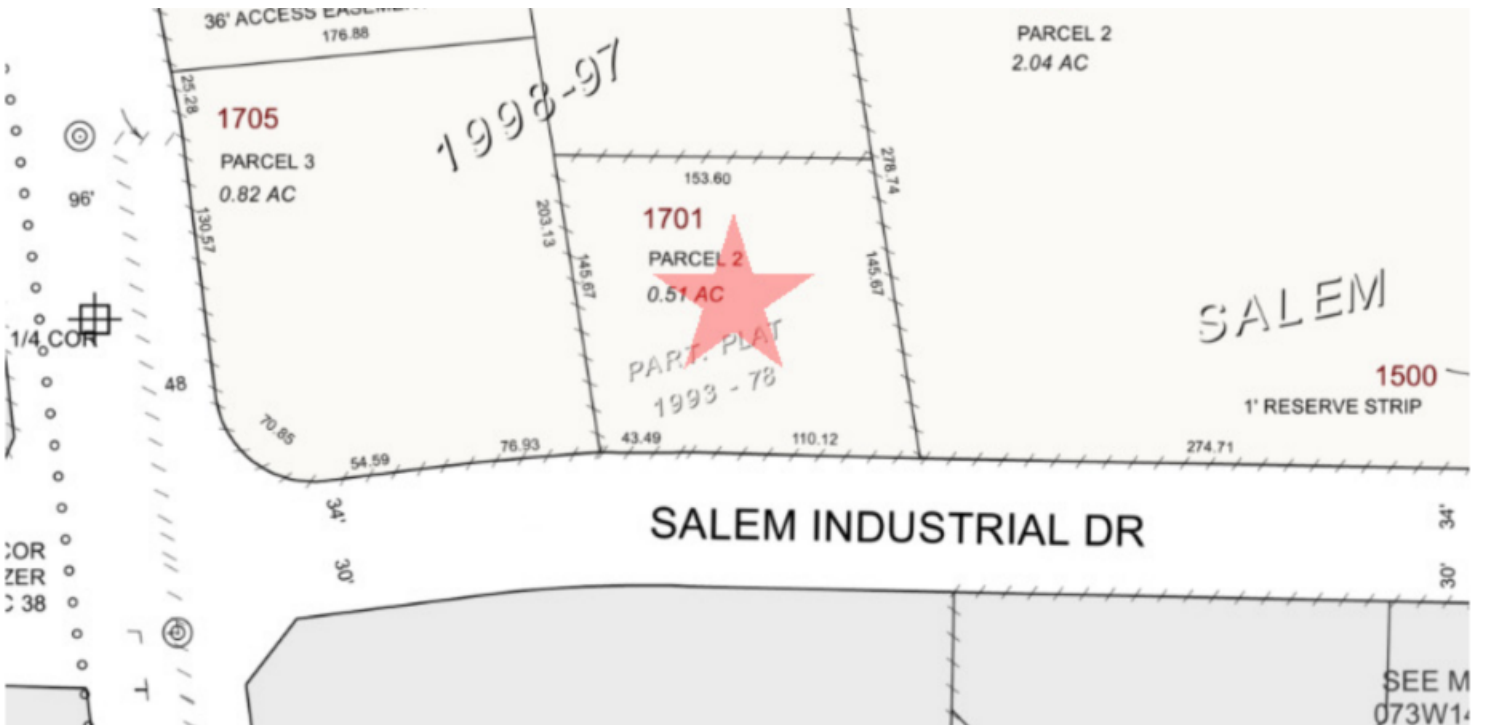 36' ACCESS
176.88
25.28
1705
PARCEL 3
0.82 AC
130.57
96'
1998-97
203.13
153.60
1701
PARCEL 2
0.51 AC
145.67
145.67
278.74
PART. PLAT
1993 - 78
PARCEL 2
2.04 AC
SALEM
1500
1' RESERVE STRIP
1/4 COR
48
70.85
54.59
76.93
43.49
110.12
274.71
34'
30'
SALEM INDUSTRIAL DR
34'
30'
COR
ZER
C 38
SEE M
073W14